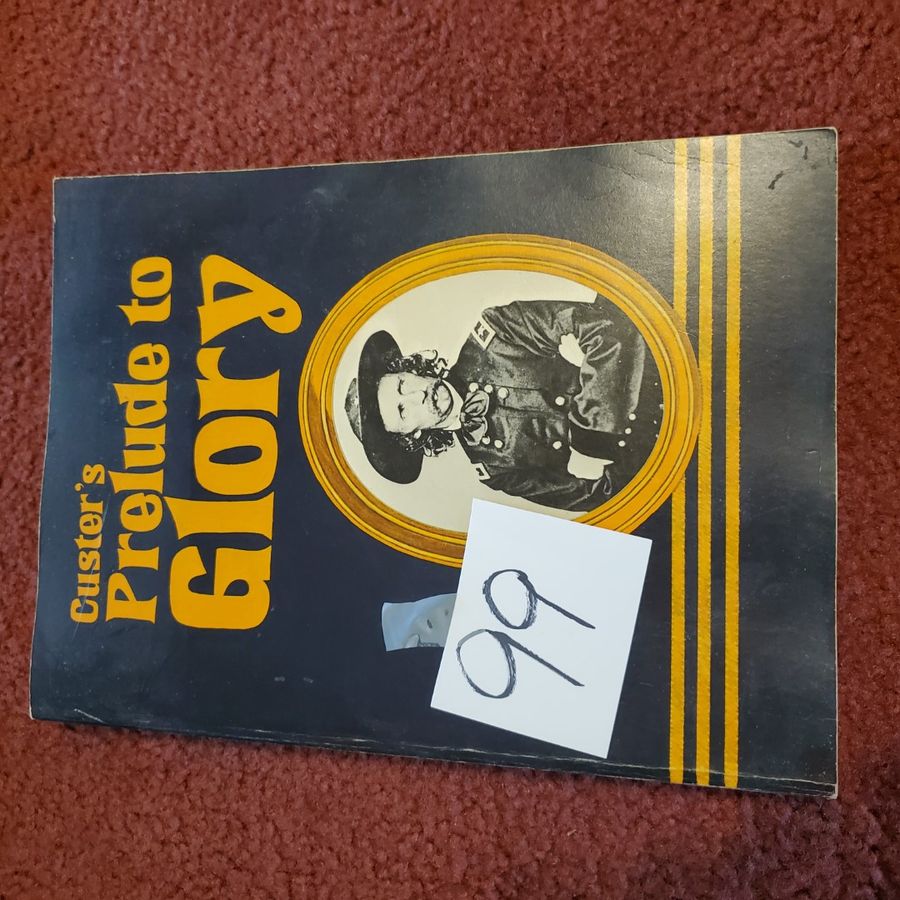 Custer's
Prelude to
Glory
99